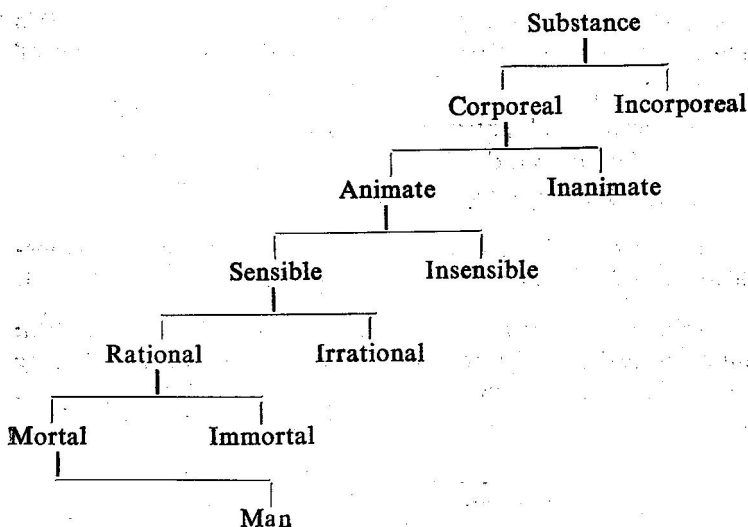 Substance
Corporeal Incorporeal
Animate Inanimate
Sensible Insensible
Rational Irrational
Mortal Immortal
Man